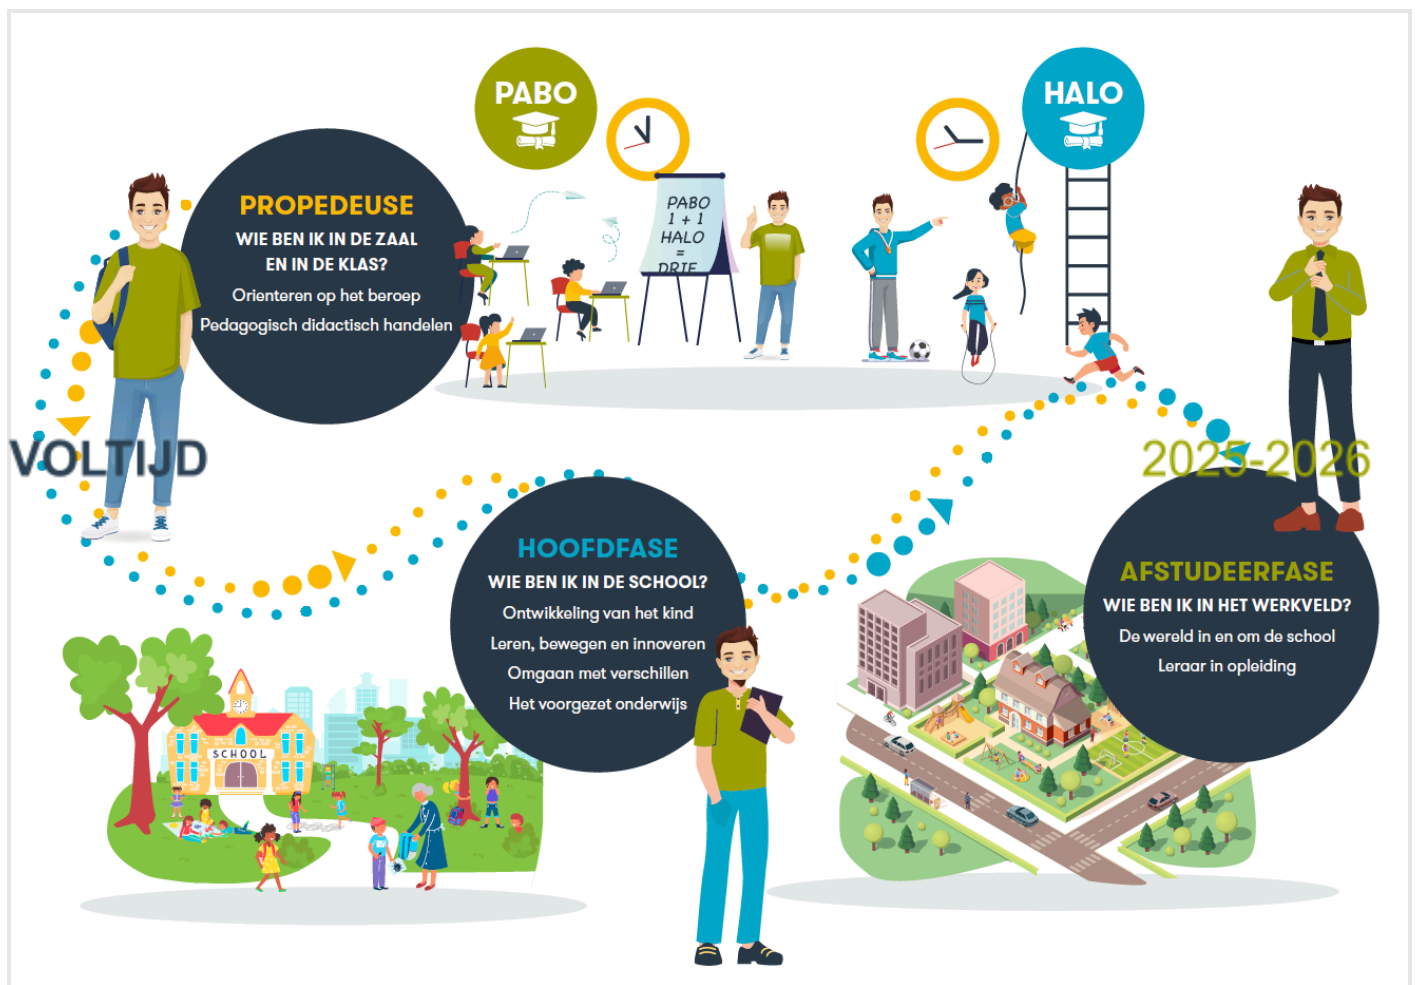 PABO
HALO
PROPEDEUSE
WIE BEN IK IN DE ZAAL
EN IN DE KLAS?
Orienteren op het beroep
Pedagogisch didactisch handelen
PABO
1 + 1
HALO
=
DRIE
VOLTIJD
2025-2026
HOOFDFASE
WIE BEN IK IN DE SCHOOL?
Ontwikkeling van het kind
Leren, bewegen en innoveren
Omgaan met verschillen
Het voorgezet onderwijs
AFSTUDEERFASE
WIE BEN IK IN HET WERKVELD?
De wereld in en om de school
Leraar in opleiding
SCHOOL